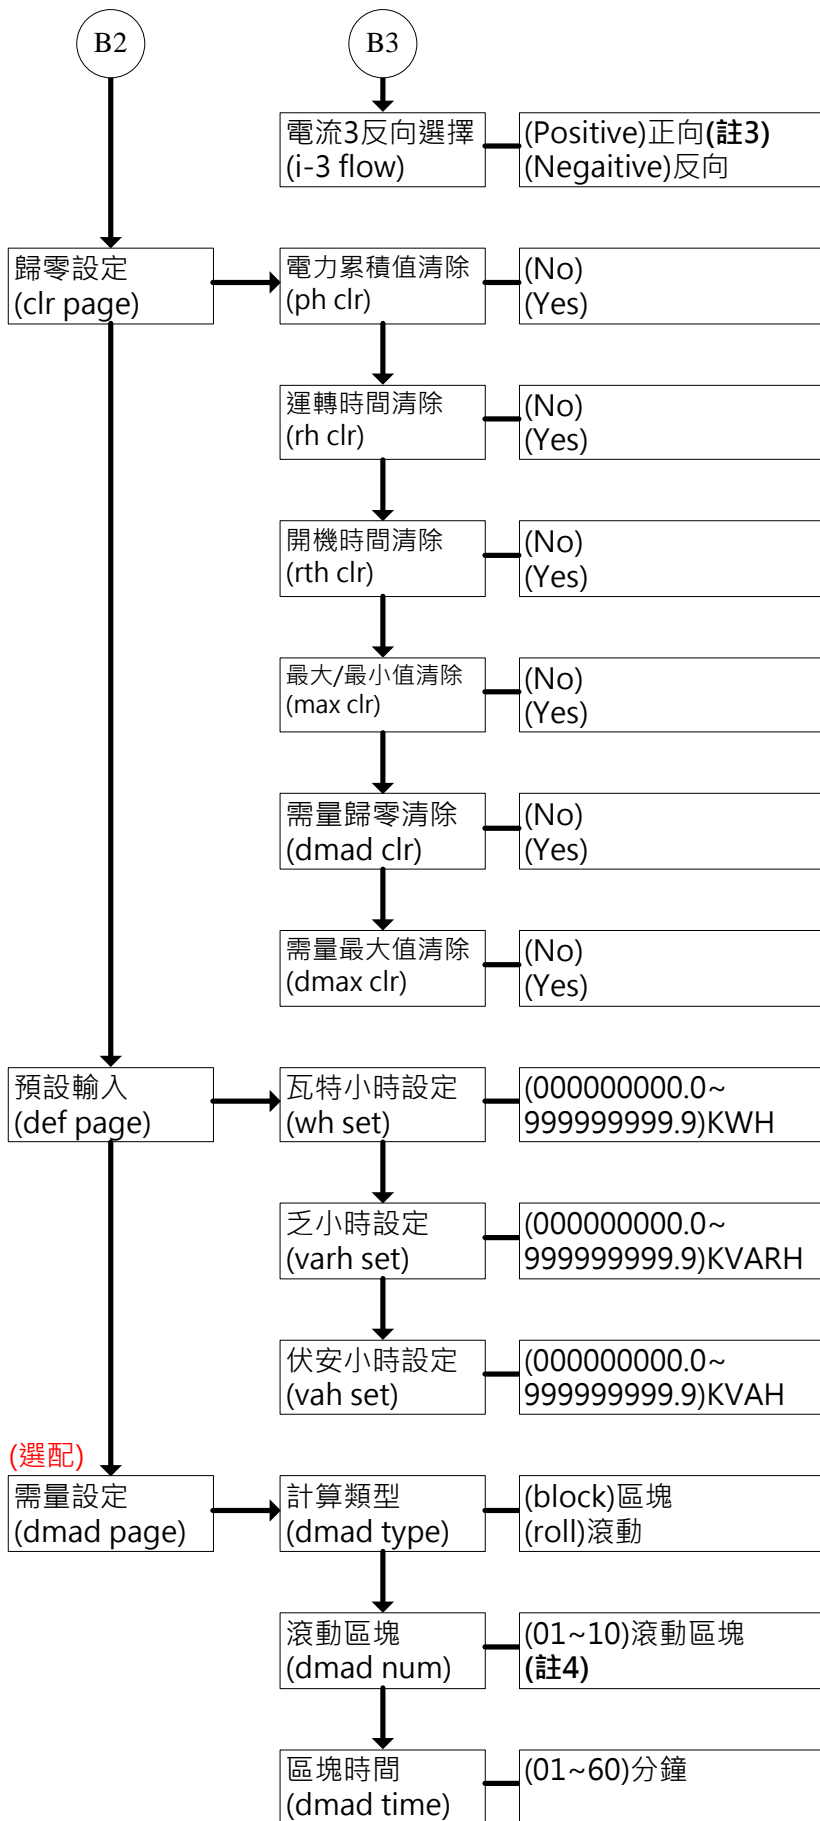 B2
B3
電流3反向選擇
(i-3 flow)
(Positive)正向(註3)
(Negaitive)反向
歸零設定
(clr page)
電力累積值清除
(ph clr)
(No)
(Yes)
運轉時間清除
(rh clr)
(No)
(Yes)
開機時間清除
(rth clr)
(No)
(Yes)
最大/最小值清除
(max clr)
(No)
(Yes)
需量歸零清除
(dmad clr)
(No)
(Yes)
需量最大值清除
(dmax clr)
(No)
(Yes)
預設輸入
(def page)
瓦特小時設定
(wh set)
(000000000.0~
999999999.9)KWH
乏小時設定
(varh set)
(000000000.0~
999999999.9)KVARH
伏安小時設定
(vah set)
(000000000.0~
999999999.9)KVAH
(選配)
需量設定
(dmad page)
計算類型
(dmad type)
(block)區塊
(roll)滾動
滾動區塊
(dmad num)
(01~10)滾動區塊
(註4)
區塊時間
(dmad time)
(01~60)分鐘